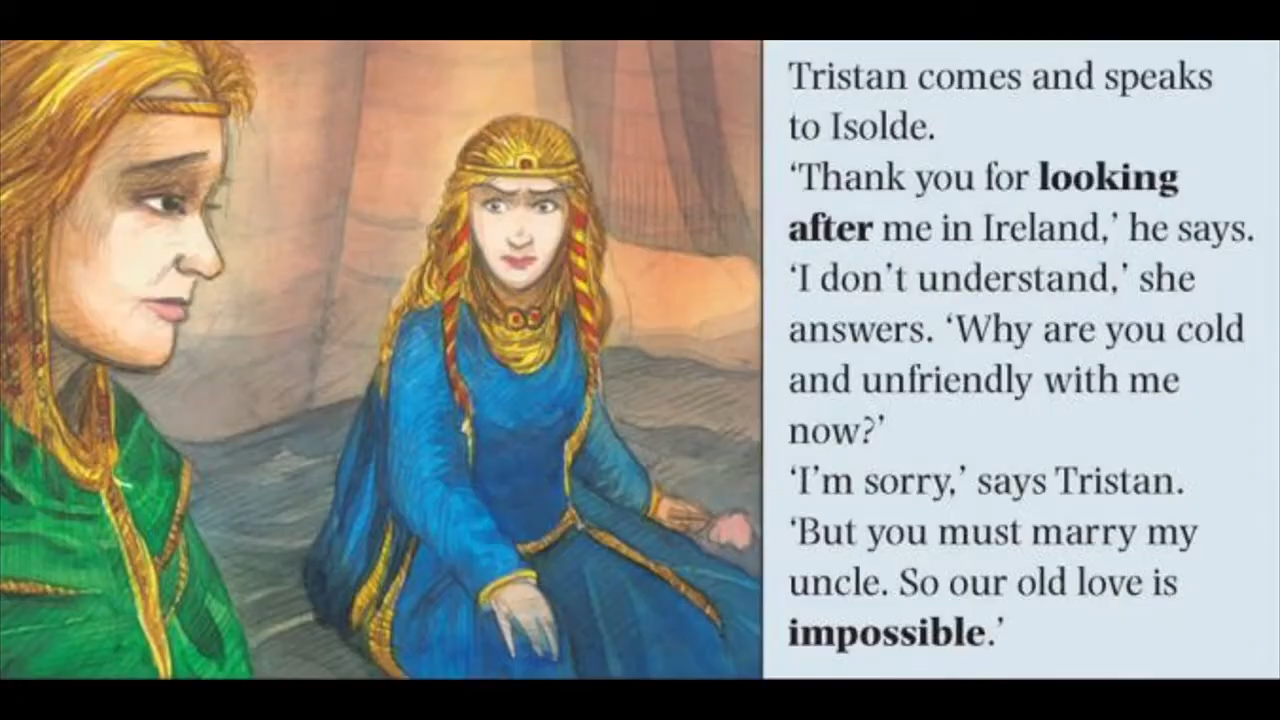 Tristan comes and speaks
to Isolde.
‘Thank you for looking
after me in Ireland,’ he says.
‘I don’t understand,’ she
answers. ‘Why are you cold
and unfriendly with me
now?’
‘I’m sorry,’ says Tristan.
‘But you must marry my
uncle. So our old love is
impossible.’